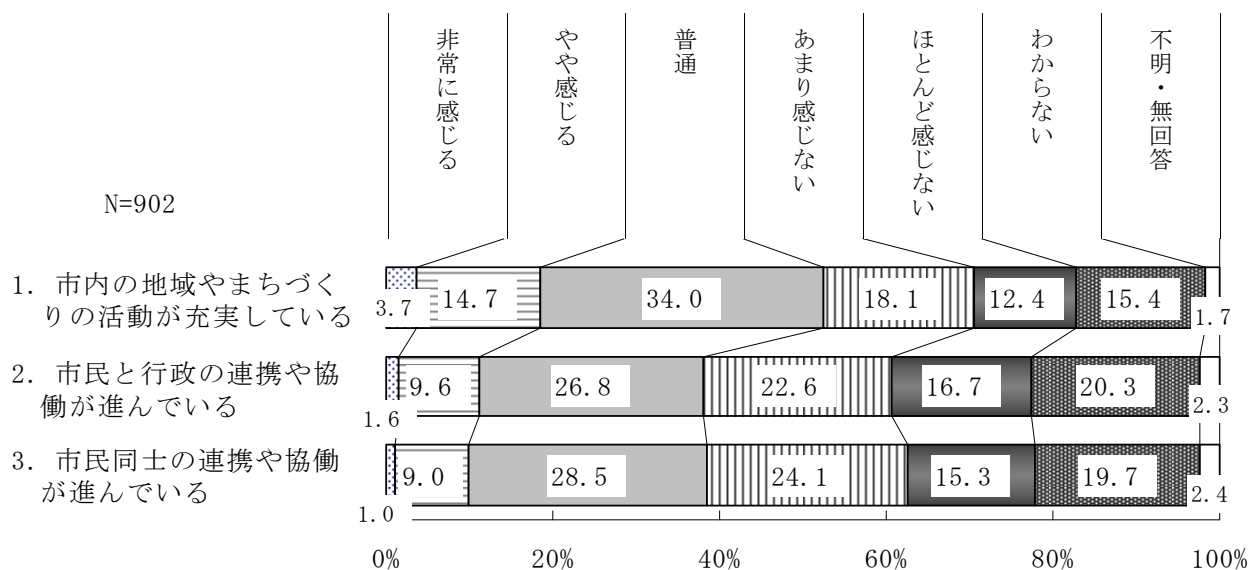 非常に感じる
やや感じる
普通
あまり感じない
ほとんど感じない
わからない
不明・無回答
N=902
1. 市内の地域やまちづく
りの活動が充実している
3.7
14.7
34.0
18.1
12.4
15.4
1.7
2. 市民と行政の連携や協
働が進んでいる
1.6
9.6
26.8
22.6
16.7
20.3
2.3
3. 市民同士の連携や協働
が進んでいる
1.0
9.0
28.5
24.1
15.3
19.7
2.4
0%
20%
40%
60%
80%
100%